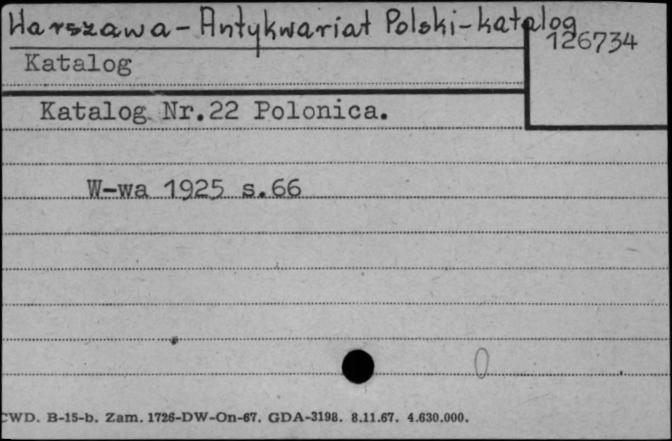 Warszawa - Antykwariat Polski - katalog
126734
Katalog
Katalog Nr.22 Polonica.
W-wa 1925 s.66
0
CWD. B-15-b. Zam. 1726-DW-On-67. GDA-3198. 8.11.67. 4.630.000.